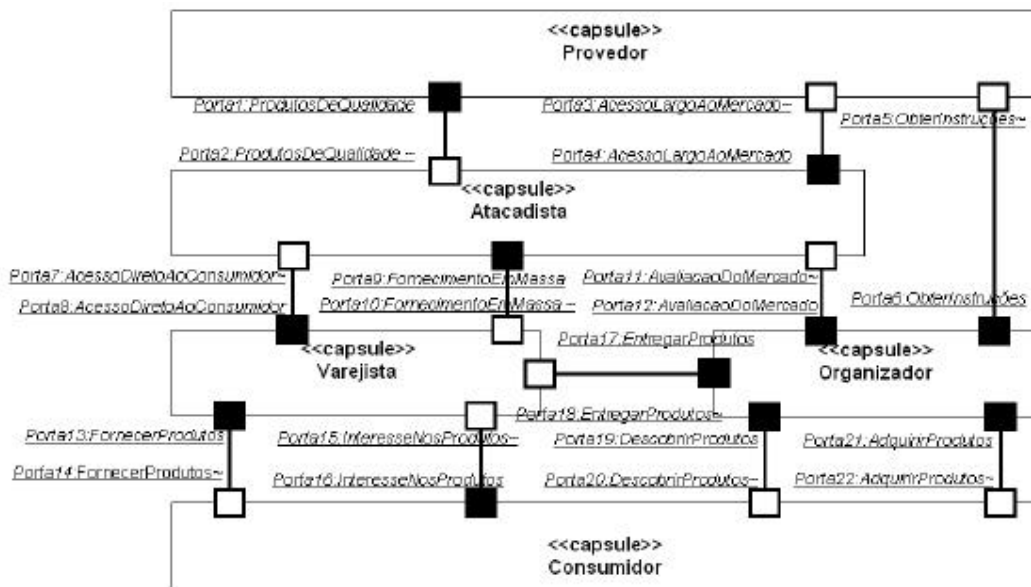 <<capsule>>
Provedor
Porta1:ProdutosDeQualidade
Porta3:AcessoLargoAoMercado~
Porta5:ObterInstruções~
Porta2:ProdutosDeQualidade ~
Porta4:AcessoLargoAoMercado
<<capsule>>
Atacadista
Porta7:AcessoDiretoAoConsumidor~
Porta9:FornecimentoEmMassa
Porta11:AvaliacaoDoMercado~
Porta8:AcessoDiretoAoConsumidor
Porta10:FornecimentoEmMassa ~
Porta12:AvaliacaoDoMercado
Porta6:ObterInstruções
<<capsule>>
Varejista
Porta17:EntregarProdutos
<<capsule>>
Organizador
Porta18:EntregarProdutos~
Porta13:FornecerProdutos
Porta15:InteresseNosProdutos~
Porta19:DescobrirProdutos
Porta21:AdquirirProdutos
Porta14:FornecerProdutos~
Porta16:InteresseNosProdutos
Porta20:DescobrirProdutos~
Porta22:AdquirirProdutos~
<<capsule>>
Consumidor